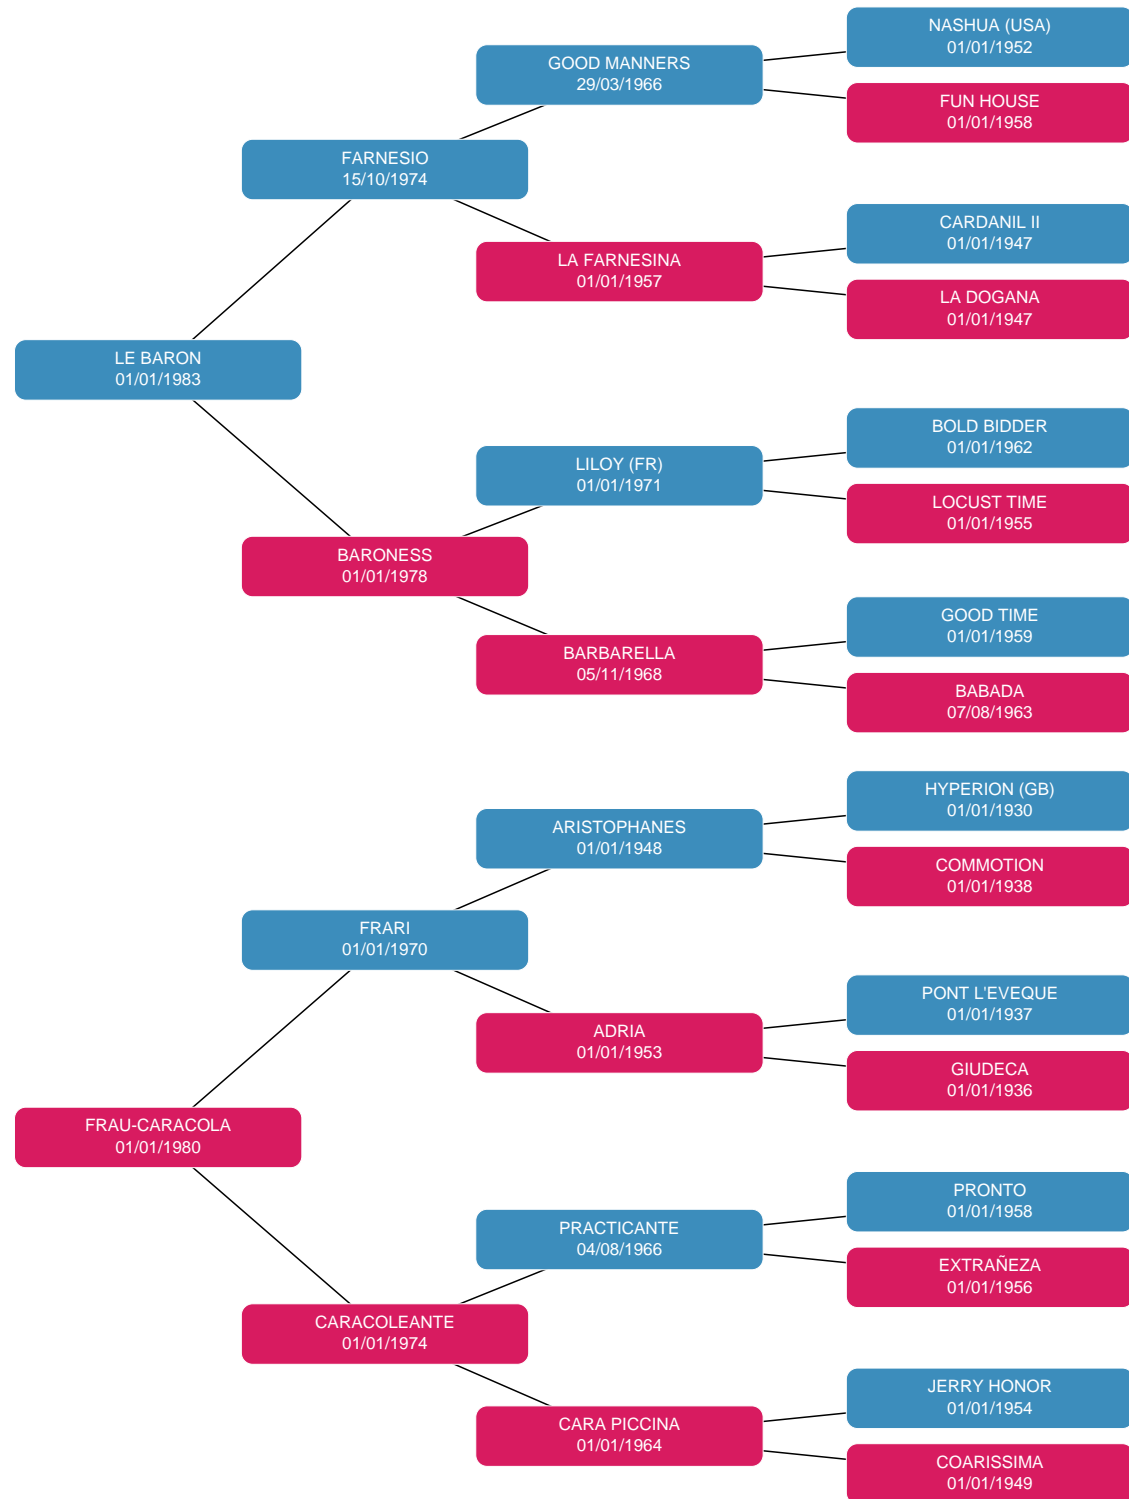 NASHUA (USA)
01/01/1952
GOOD MANNERS
29/03/1966
FUN HOUSE
01/01/1958
FARNESIO
15/10/1974
CARDANIL II
01/01/1947
LA FARNESINA
01/01/1957
LA DOGANA
01/01/1947
LE BARON
01/01/1983
BOLD BIDDER
01/01/1962
LILOY (FR)
01/01/1971
LOCUST TIME
01/01/1955
BARONESS
01/01/1978
GOOD TIME
01/01/1959
BARBARELLA
05/11/1968
BABADA
07/08/1963
HYPERION (GB)
01/01/1930
ARISTOPHANES
01/01/1948
COMMOTION
01/01/1938
FRARI
01/01/1970
PONT L'EVEQUE
01/01/1937
ADRIA
01/01/1953
GIUDECA
01/01/1936
FRAU-CARACOLA
01/01/1980
PRONTO
01/01/1958
PRACTICANTE
04/08/1966
EXTRAÑEZA
01/01/1956
CARACOLEANTE
01/01/1974
JERRY HONOR
01/01/1954
CARA PICCINA
01/01/1964
COARISSIMA
01/01/1949